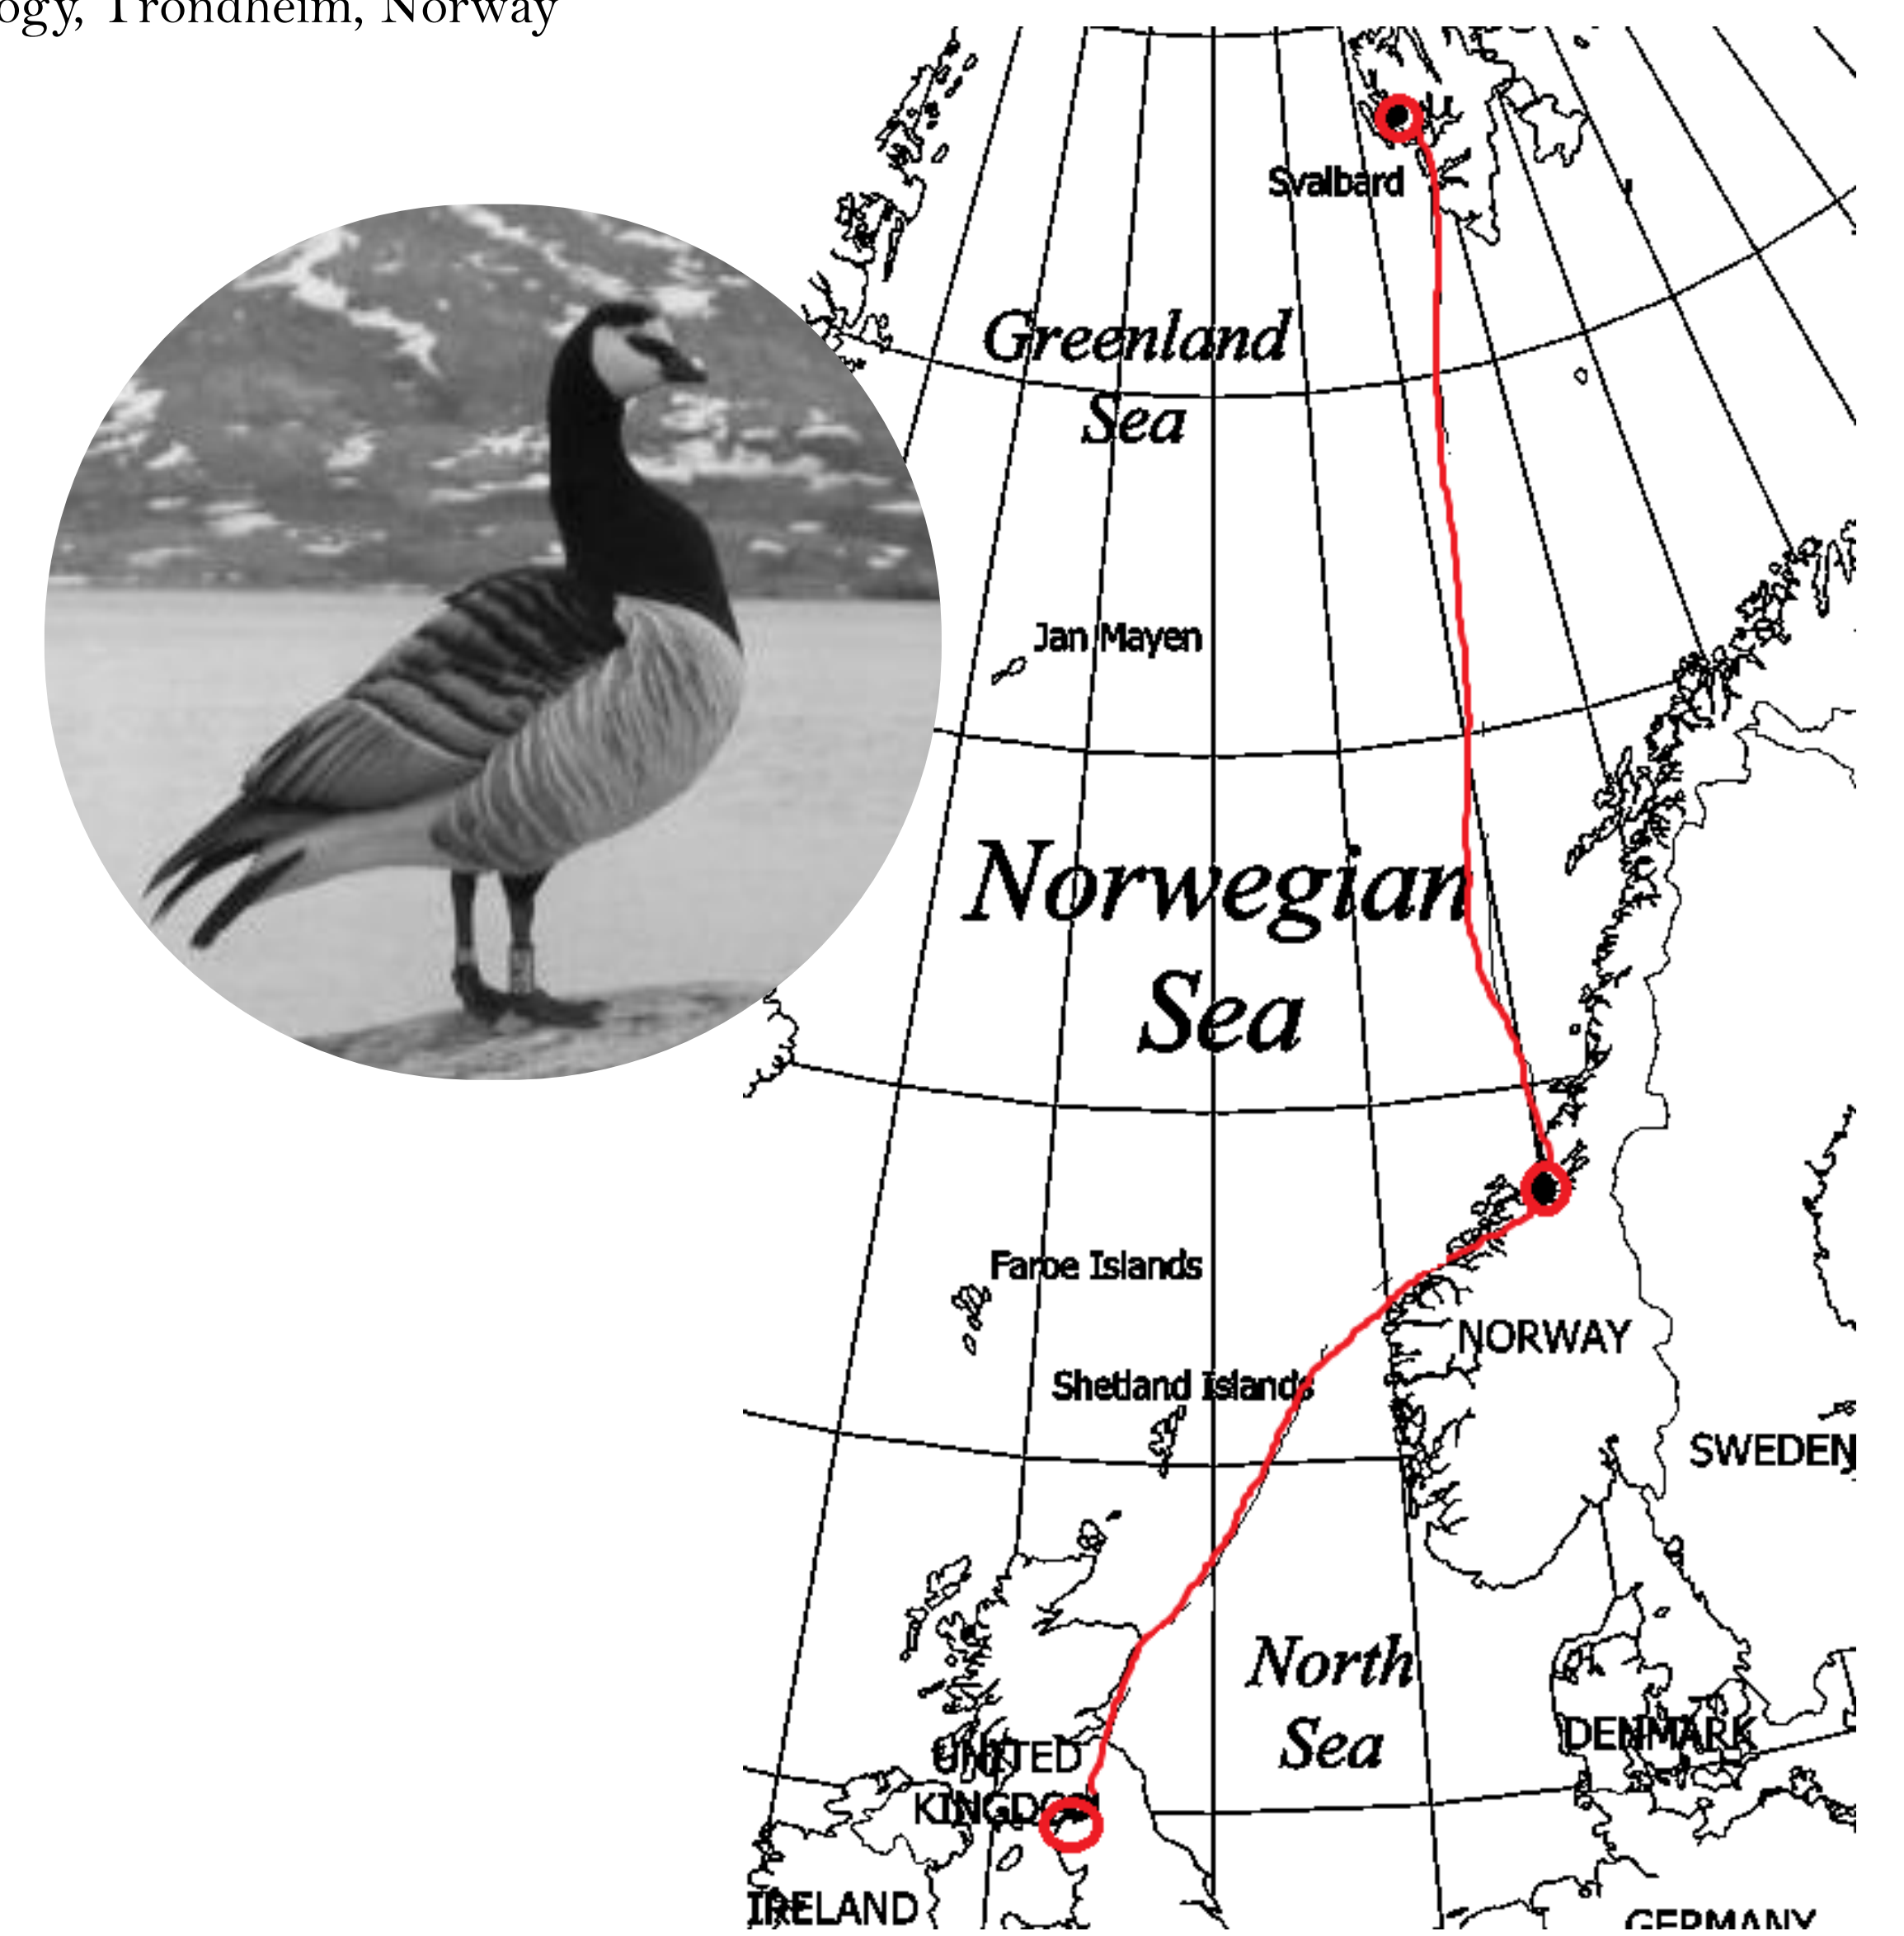 ogy, Trondheim, Norway
Svalbard
Greenland
Sea
Jan Mayen
Norwegian
Sea
Faroe Islands
NORWAY
Shetland Islands
SWEDEN
North
Sea
UNITED
KINGDOM
DENMARK
IRELAND
GERMANY